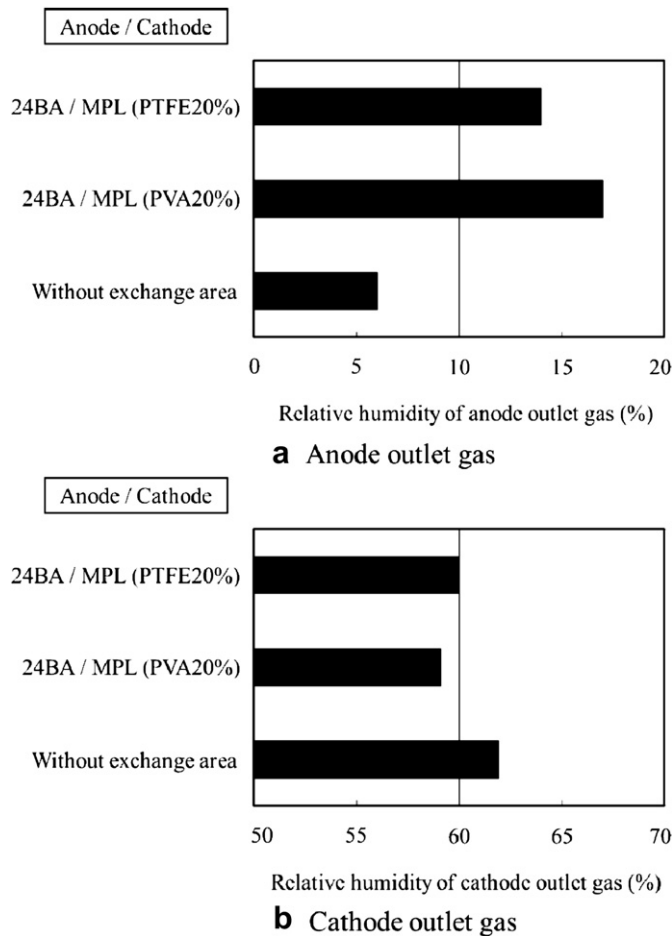 Anode / Cathode
24BA / MPL (PTFE20%)
24BA / MPL (PVA20%)
Without exchange area
0 5 10 15 20
Relative humidity of anode outlet gas (%)
a Anode outlet gas
Anode / Cathode
24BA / MPL (PTFE20%)
24BA / MPL (PVA20%)
Without exchange area
50 55 60 65 70
Relative humidity of cathode outlet gas (%)
b Cathode outlet gas